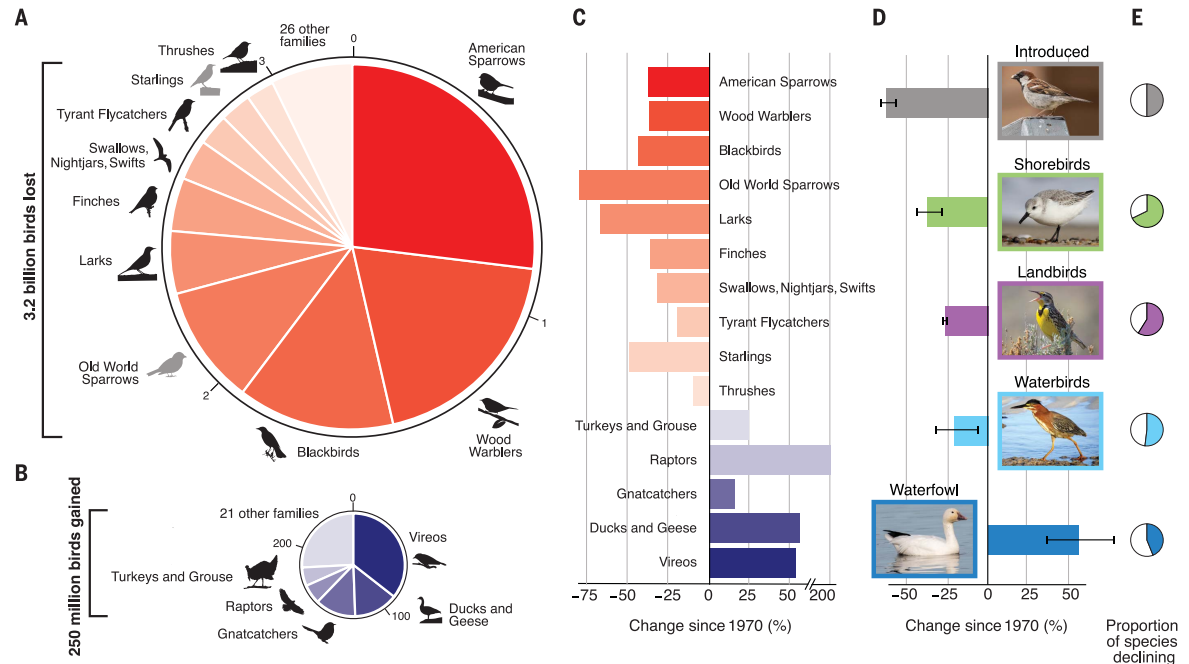 A
3.2 billion birds lost
26 other families
0
Thrushes
3
American
Sparrows
Starlings
Tyrant Flycatchers
Swallows,
Nightjars, Swifts
Finches
Larks
1
Old World
Sparrows
2
Wood
Warblers
Blackbirds
B
250 million birds gained
0
21 other families
Vireos
200
Turkeys and Grouse
Raptors
100
Ducks and
Geese
Gnatcatchers
C
American Sparrows
Wood Warblers
Blackbirds
Old World Sparrows
Larks
Finches
Swallows, Nightjars, Swifts
Tyrant Flycatchers
Starlings
Thrushes
Turkeys and Grouse
Raptors
Gnatcatchers
Ducks and Geese
Vireos
−75 −50 −25 0 25 50 200
Change since 1970 (%)
D
Introduced
Shorebirds
Landbirds
Waterbirds
Waterfowl
−50 0 50
Change since 1970 (%)
E
Proportion
of species
declining